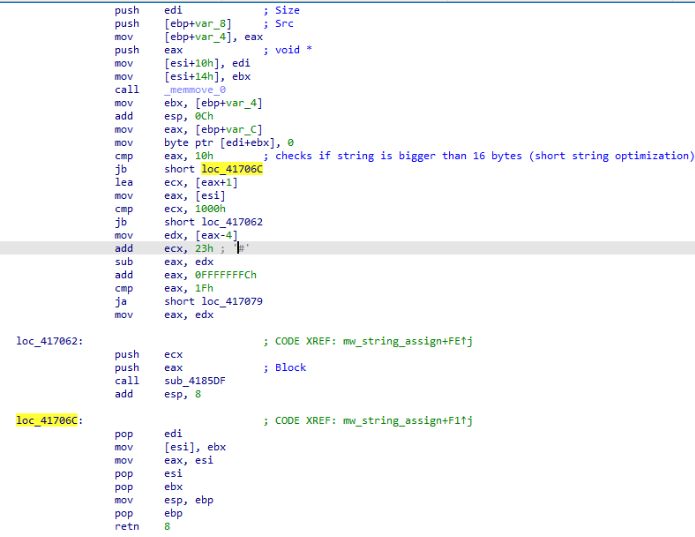 push edi ; Size
push [ebp+var_8] ; Src
mov [ebp+var_4], eax
push eax ; void *
mov [esi+10h], edi
mov [esi+14h], ebx
call _memmove_0
mov ebx, [ebp+var_4]
add esp, 0Ch
mov eax, [ebp+var_C]
mov byte ptr [edi+ebx], 0
cmp eax, 10h ; checks if string is bigger than 16 bytes (short string optimization)
jb short loc_41706C
lea ecx, [eax+1]
mov eax, [esi]
cmp ecx, 1000h
jb short loc_417062
mov edx, [eax-4]
add ecx, 23h ; '#'
sub eax, edx
add eax, 0FFFFFFFCh
cmp eax, 1Fh
ja short loc_417079
mov eax, edx
loc_417062: ; CODE XREF: mw_string_assign+FE↑j
push ecx
push eax ; Block
call sub_4185DF
add esp, 8
loc_41706C: ; CODE XREF: mw_string_assign+F1↑j
pop edi
mov [esi], ebx
mov eax, esi
pop esi
pop ebx
mov esp, ebp
pop ebp
retn 8